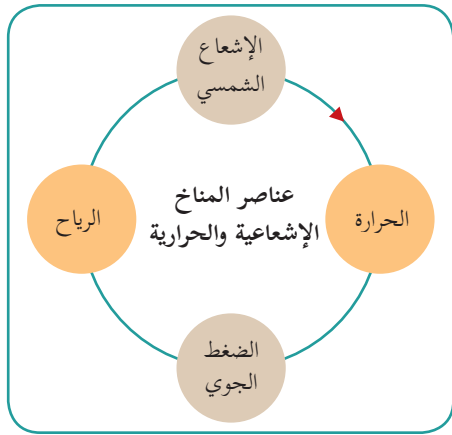 الإشعاع
الشمسي
الحرارة
عناصر المناخ
الإشعاعية والحرارية
الرياح
الضغط
الجوي